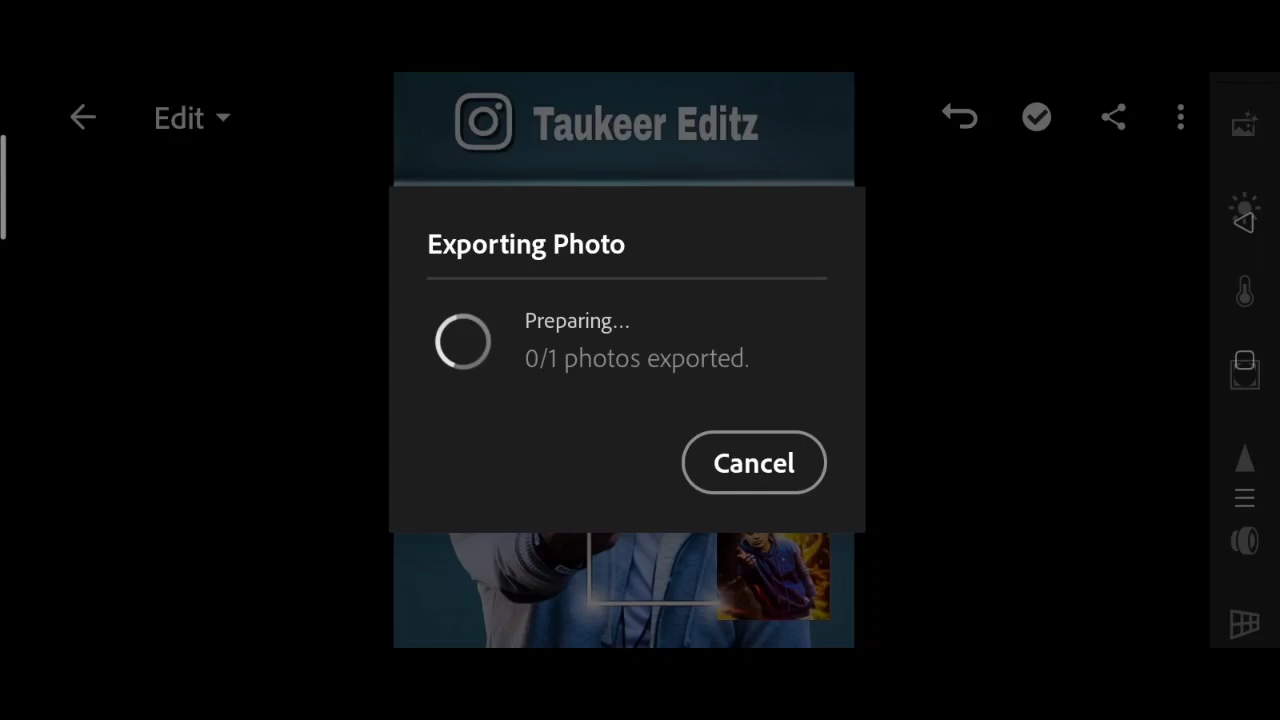 Edit
Taukeer Editz
Exporting Photo
Preparing...
0/1 photos exported.
Cancel